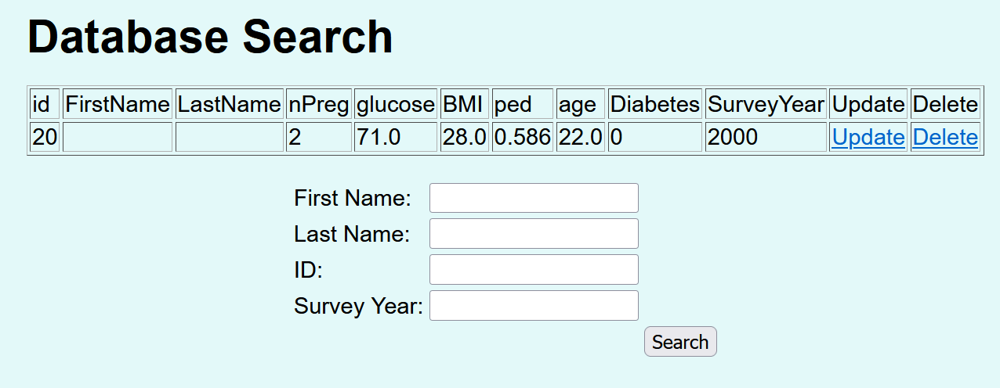 Database Search
id FirstName LastName nPreg glucose BMI ped age Diabetes SurveyYear Update Delete
20 2 71.0 28.0 0.586 22.0 0 2000 Update Delete
First Name:
Last Name:
ID:
Survey Year:
Search